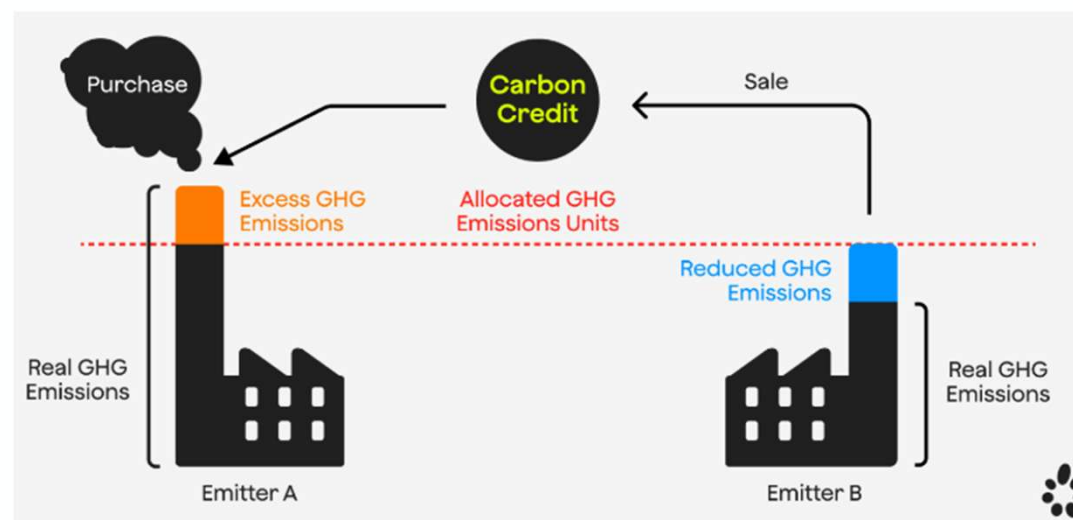 Purchase
Carbon
Credit
Sale
Excess GHG
Emissions
Allocated GHG
Emissions Units
Reduced GHG
Emissions
Real GHG
Emissions
Real GHG
Emissions
Emitter A
Emitter B